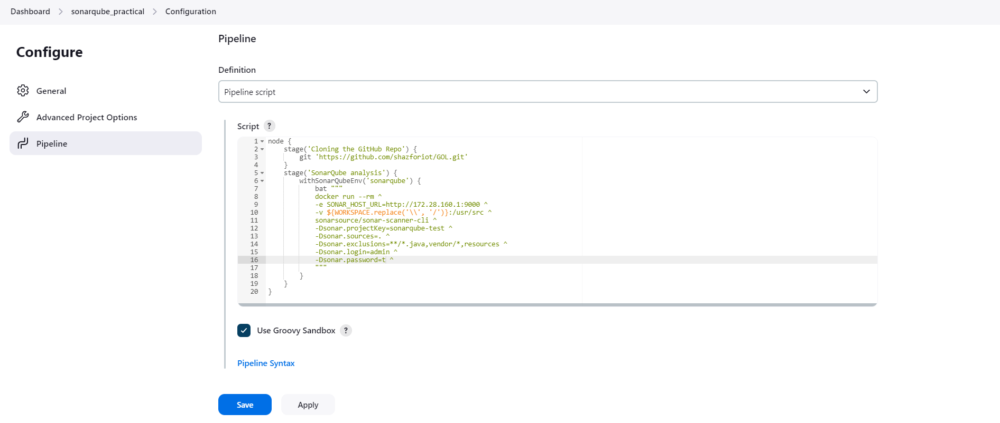 Dashboard > sonarqube_practical > Configuration
Configure
General
Advanced Project Options
Pipeline
Pipeline
Definition
Pipeline script
Script ?
1 node {
2     stage('Cloning the GitHub Repo') {
3         git 'https://github.com/shazforiot/GOL.git'
4     }
5     stage('SonarQube analysis') {
6         withSonarQubeEnv('sonarqube') {
7             bat """
8             docker run --rm ^
9             -e SONAR_HOST_URL=http://172.28.160.1:9000 ^
10             -v ${WORKSPACE.replace('\\', '/')}:/usr/src ^
11             sonarsource/sonar-scanner-cli ^
12             -Dsonar.projectKey=sonarqube-test ^
13             -Dsonar.sources=. ^
14             -Dsonar.exclusions=**/*.java,vendor/*,resources ^
15             -Dsonar.login=admin ^
16             -Dsonar.password=t ^
17             """
18         }
19     }
20 }
Use Groovy Sandbox ?
Pipeline Syntax
Save Apply